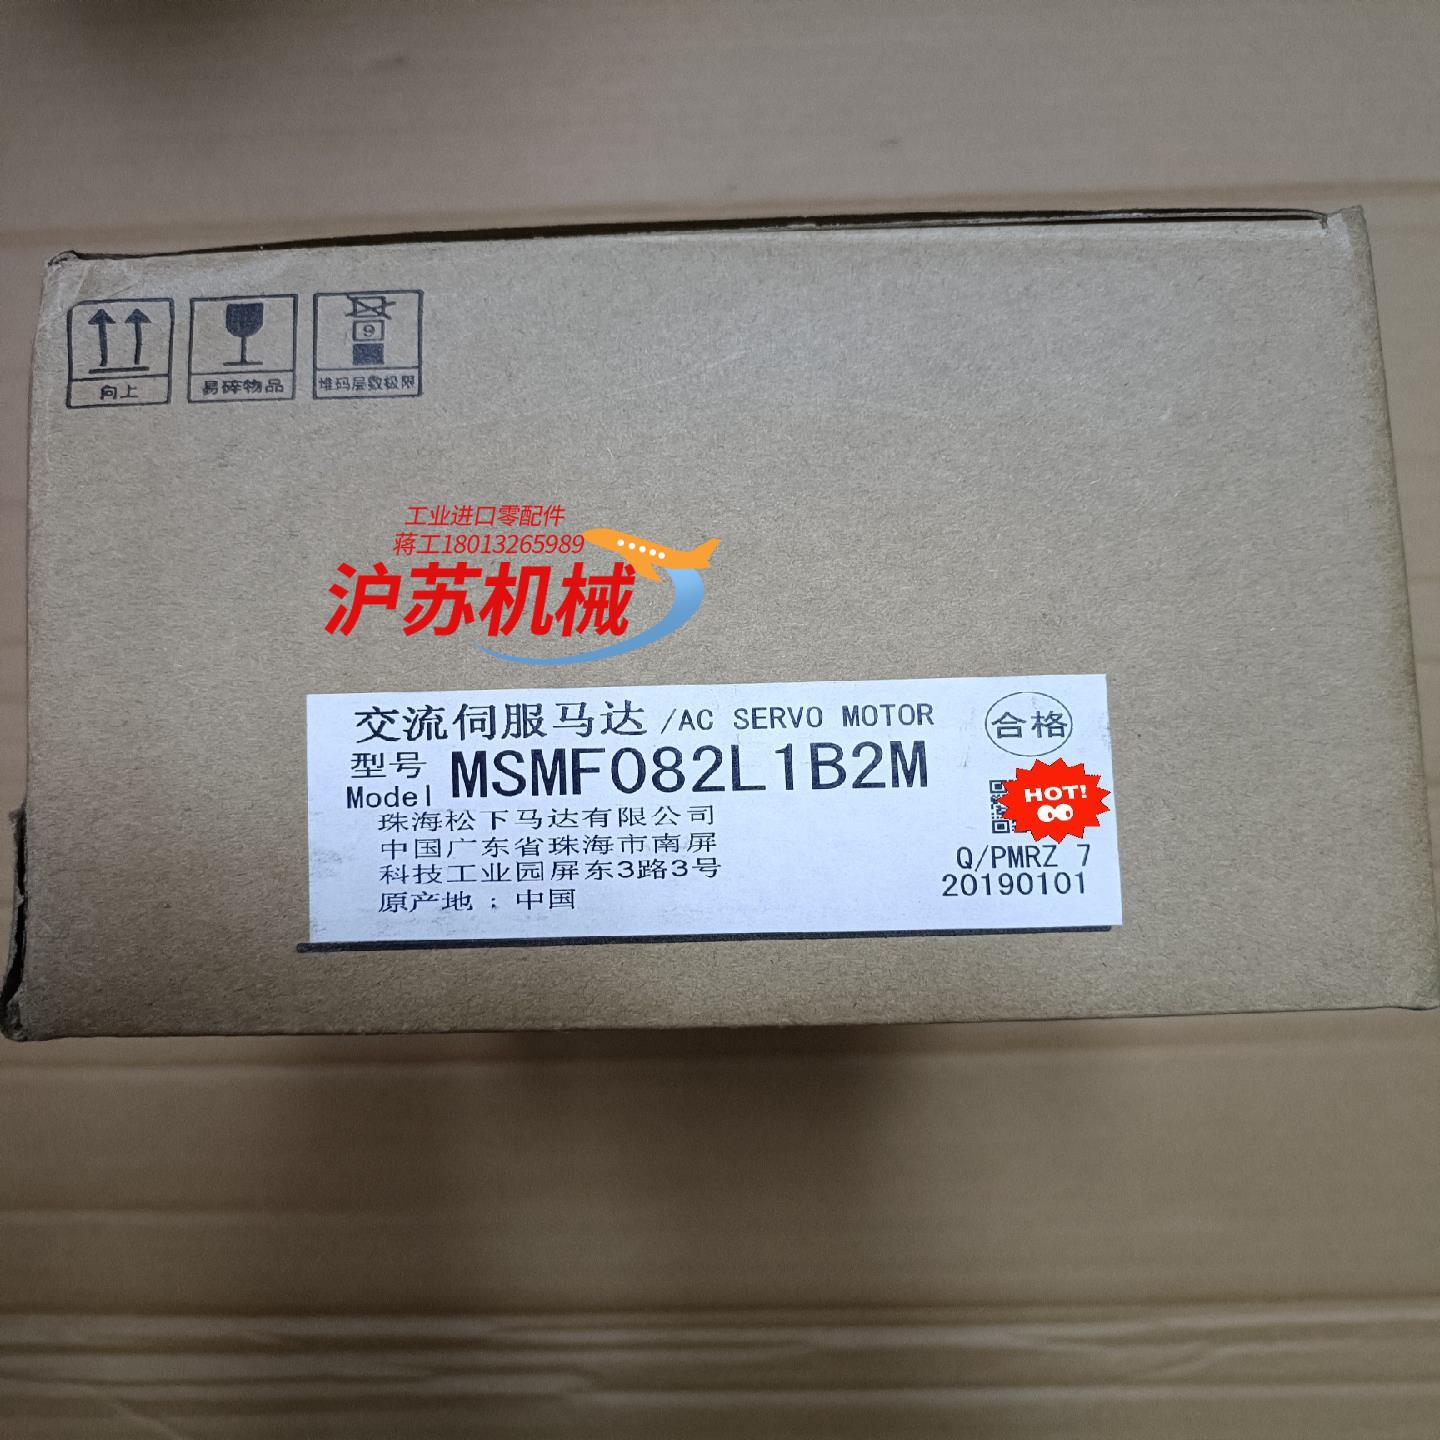 向上
易碎物品
9
堆码层数极限
工业进口零配件
蒋工18013265989
沪苏机械
交流伺服马达/AC SERVO MOTOR
合格
型号
Model MSMF082L1B2M
HOT!
珠海松下马达有限公司
中国广东省珠海市南屏
科技工业园屏东3路3号
原产地：中国
Q/PMRZ 7
20190101